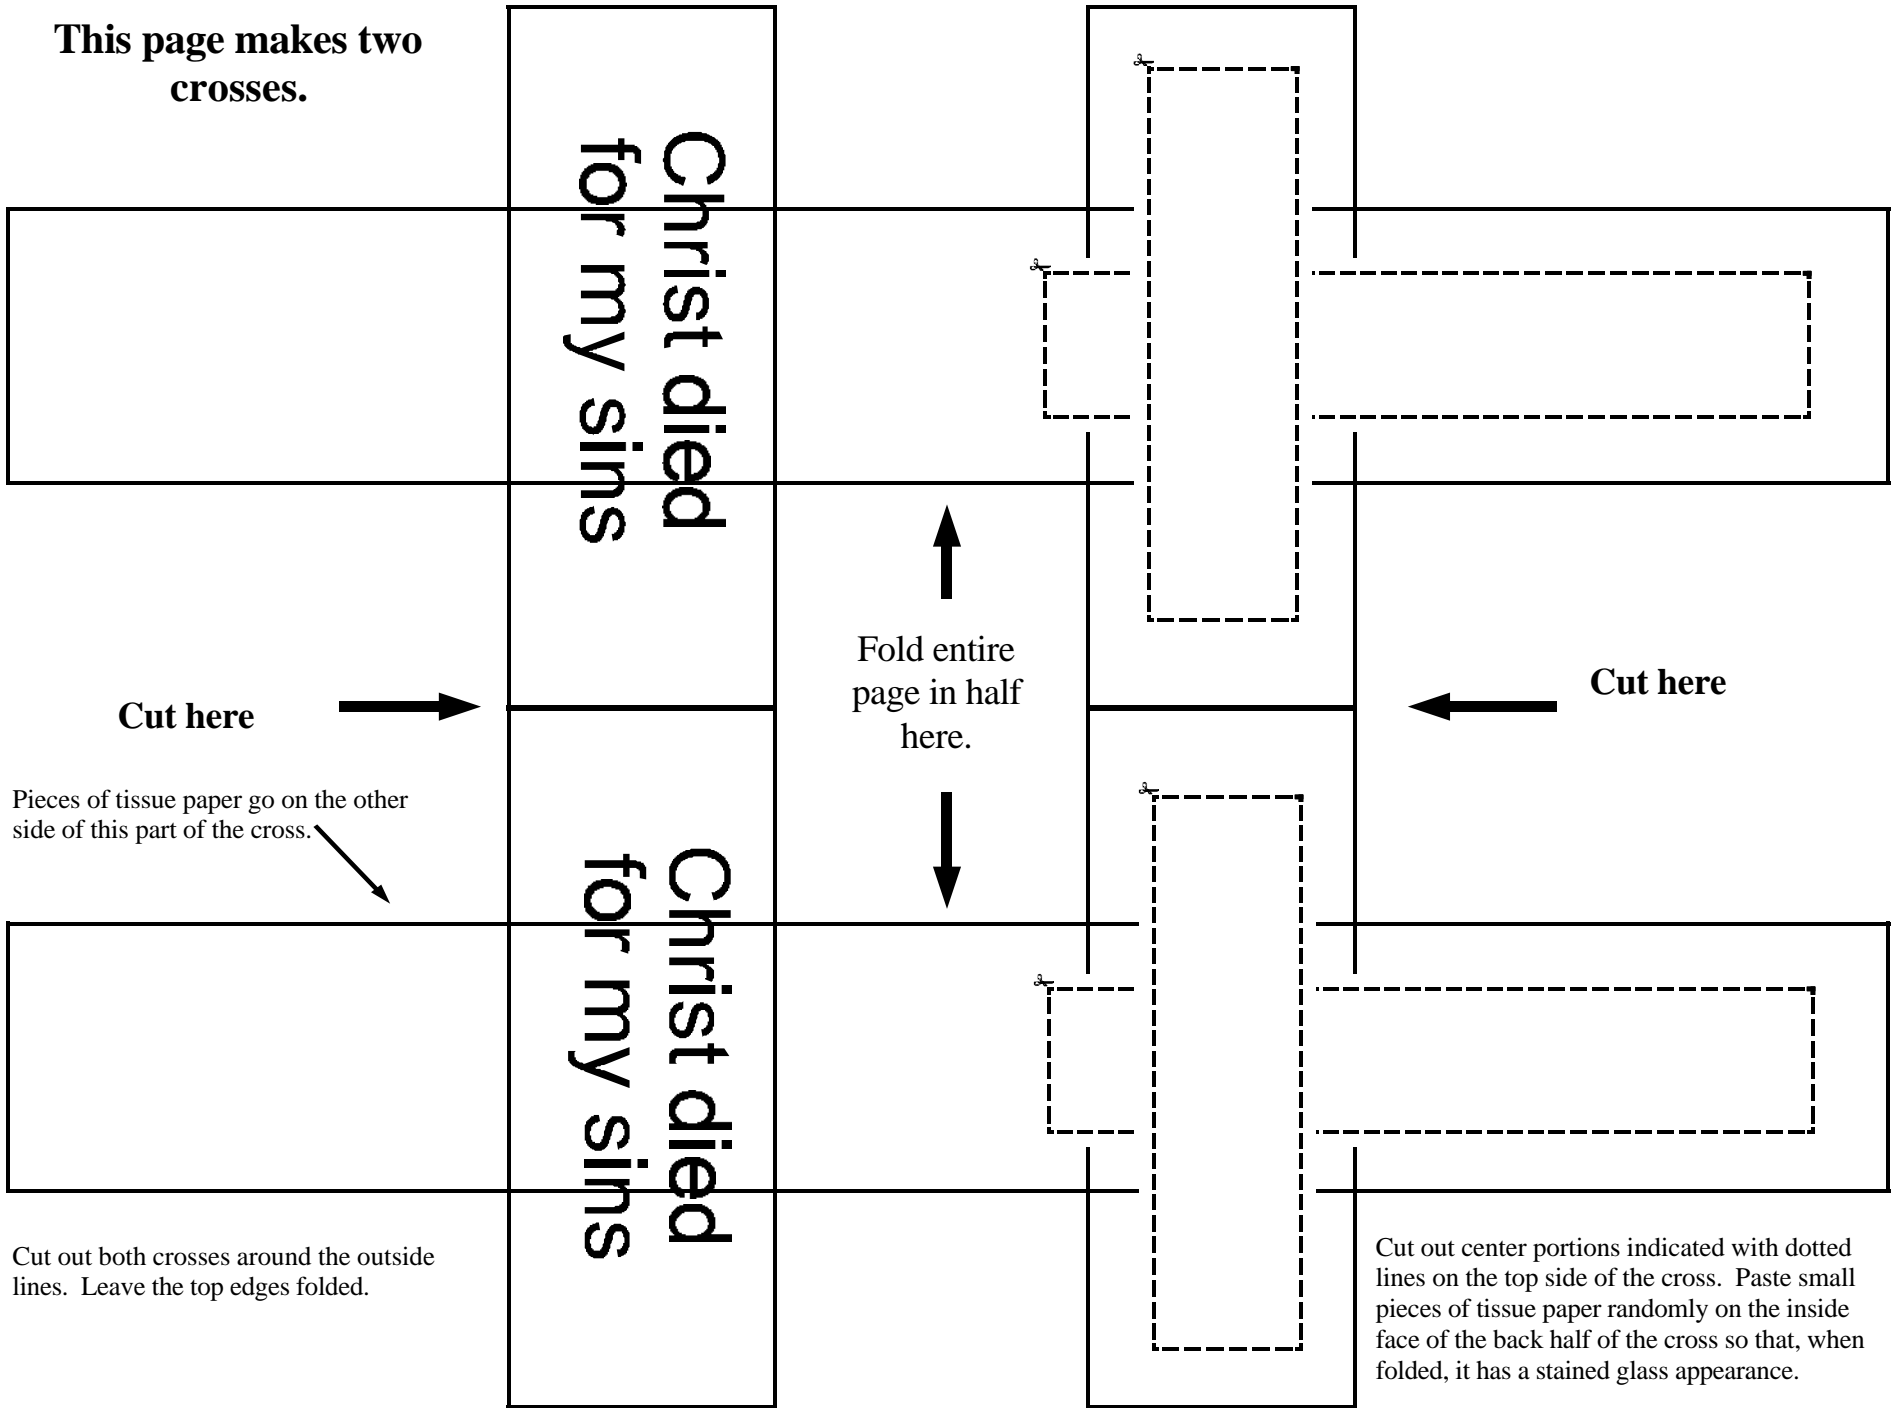 This page makes two
crosses.
Christ died
for my sins
Fold entire
page in half
here.
Cut here
Cut here
Pieces of tissue paper go on the other
side of this part of the cross.
Christ died
for my sins
Cut out both crosses around the outside
lines.  Leave the top edges folded.
Cut out center portions indicated with dotted
lines on the top side of the cross.  Paste small
pieces of tissue paper randomly on the inside
face of the back half of the cross so that, when
folded, it has a stained glass appearance.